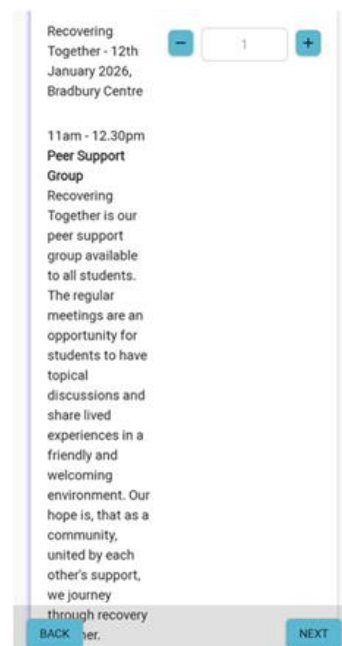 Recovering
Together - 12th
January 2026,
Bradbury Centre
− 1 +
11am - 12.30pm
Peer Support
Group
Recovering
Together is our
peer support
group available
to all students.
The regular
meetings are an
opportunity for
students to have
topical
discussions and
share lived
experiences in a
friendly and
welcoming
environment. Our
hope is, that as a
community,
united by each
other's support,
we journey
through recovery
her.
BACK
NEXT